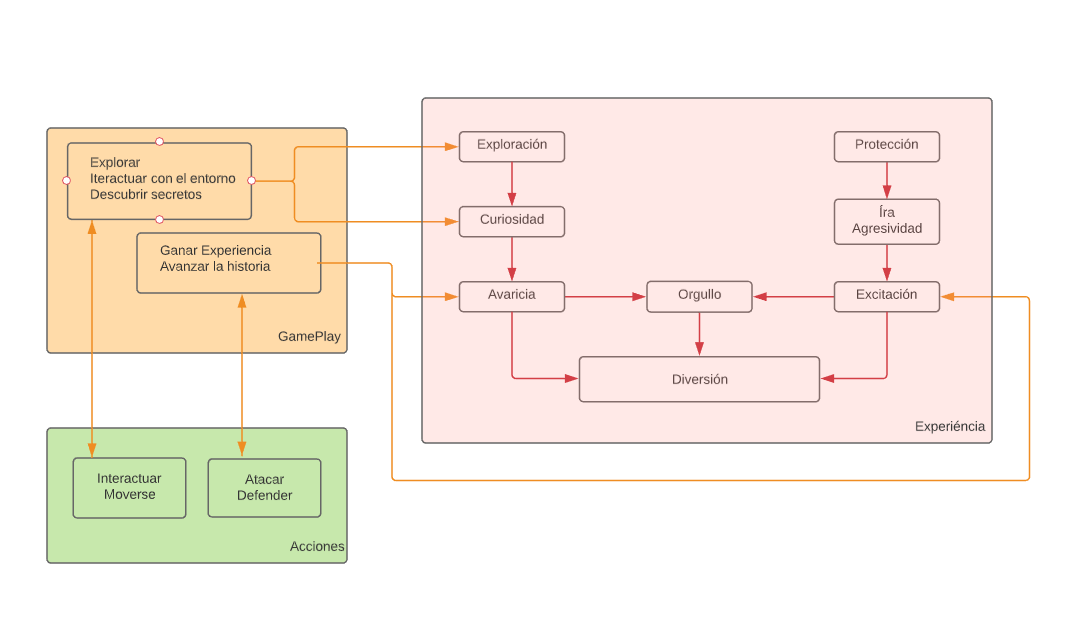 Explorar
Iteractuar con el entorno
Descubrir secretos
Ganar Experiencia
Avanzar la historia
GamePlay
Interactuar
Moverse
Atacar
Defender
Acciones
Exploración
Protección
Curiosidad
Íra
Agresividad
Avaricia
Orgullo
Excitación
Diversión
Experiéncia